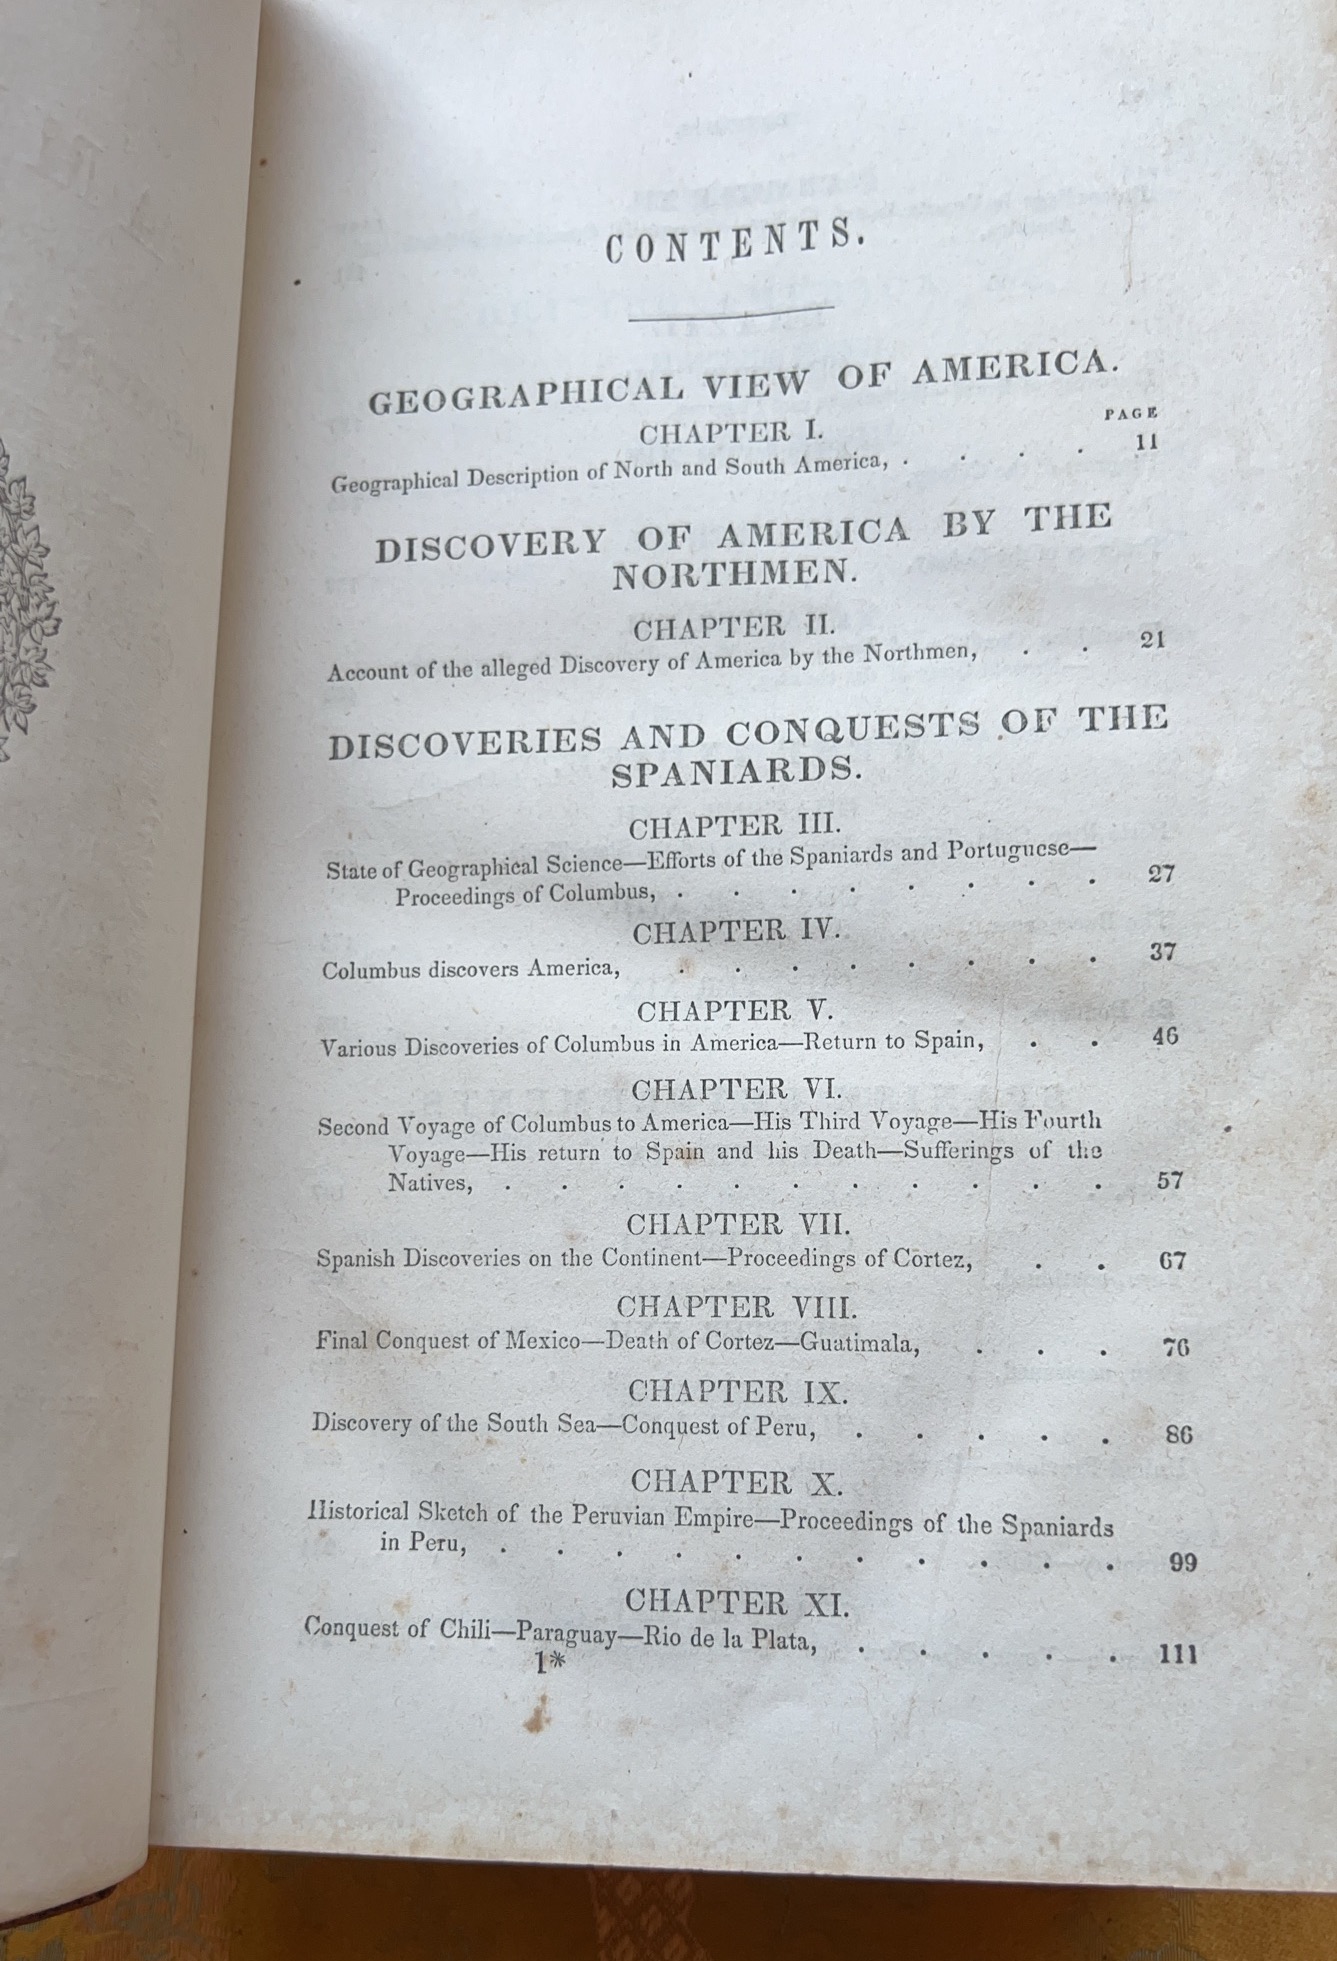 CONTENTS.
GEOGRAPHICAL VIEW OF AMERICA.
CHAPTER I.
PAGE
Geographical Description of North and South America, . . . . 11
DISCOVERY OF AMERICA BY THE
NORTHMEN.
CHAPTER II.
Account of the alleged Discovery of America by the Northmen, . . 21
DISCOVERIES AND CONQUESTS OF THE
SPANIARDS.
CHAPTER III.
State of Geographical Science—Efforts of the Spaniards and Portuguese—
Proceedings of Columbus, . . . . . . . . 27
CHAPTER IV.
Columbus discovers America, . . . . . . . . 37
CHAPTER V.
Various Discoveries of Columbus in America—Return to Spain, . . 46
CHAPTER VI.
Second Voyage of Columbus to America—His Third Voyage—His Fourth
Voyage—His return to Spain and his Death—Sufferings of the
Natives, . . . . . . . . . . . 57
CHAPTER VII.
Spanish Discoveries on the Continent—Proceedings of Cortez, . . 67
CHAPTER VIII.
Final Conquest of Mexico—Death of Cortez—Guatimala, . . . 76
CHAPTER IX.
Discovery of the South Sea—Conquest of Peru, . . . . . 86
CHAPTER X.
Historical Sketch of the Peruvian Empire—Proceedings of the Spaniards
in Peru, . . . . . . . . . . . 99
CHAPTER XI.
Conquest of Chili—Paraguay—Rio de la Plata, . . . . . 111
1*